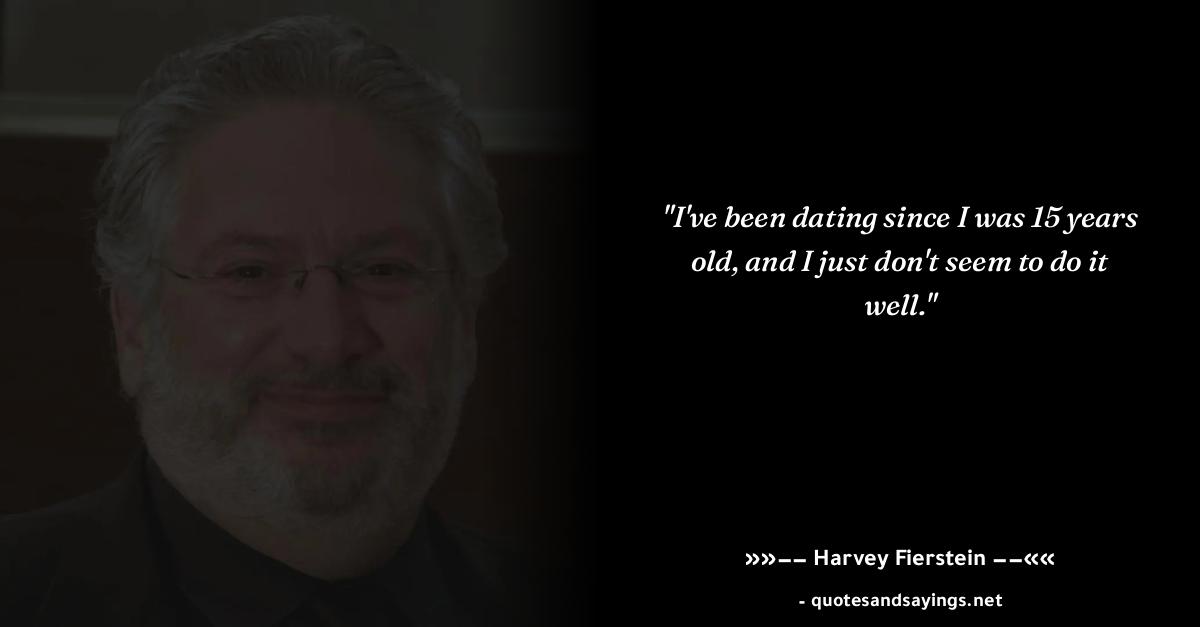 "I've been dating since I was 15 years
old, and I just don't seem to do it
well."
»»–– Harvey Fierstein ––««
- quotesandsayings.net